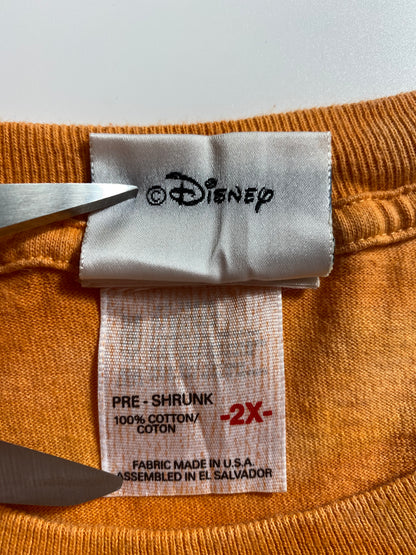 ©Disney
PRE - SHRUNK
100% COTTON/
COTON
-2X-
FABRIC MADE IN U.S.A.
ASSEMBLED IN EL SALVADOR